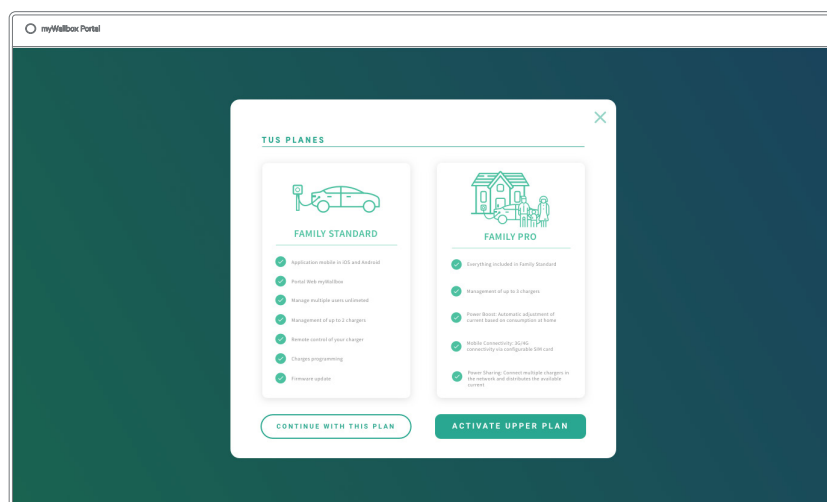 myWallbox Portal
TUS PLANES
FAMILY STANDARD
Application mobile in iOS and Android
Portal Web myWallbox
Manage multiple users unlimited
Management of up to 2 chargers
Remote control of your charger
Charges programming
Firmware update
FAMILY PRO
Everything included in Family Standard
Management of up to 3 chargers
Power Boost: Automatic adjustment of
current based on consumption at home
Mobile Connectivity: 3G/4G
connectivity via configurable SIM card
Power Sharing: Connect multiple chargers in
the network and distributes the available
current
CONTINUE WITH THIS PLAN
ACTIVATE UPPER PLAN